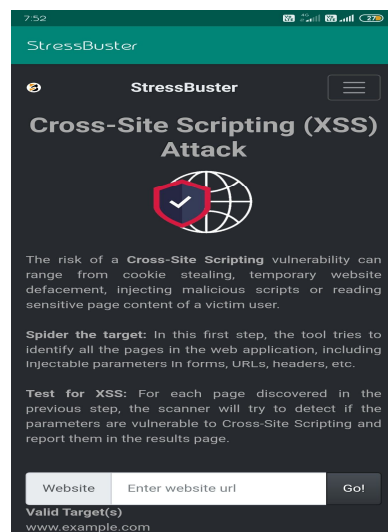 7:52
27
StressBuster
StressBuster
Cross-Site Scripting (XSS)
Attack
The risk of a Cross-Site Scripting vulnerability can
range from cookie stealing, temporary website
defacement, injecting malicious scripts or reading
sensitive page content of a victim user.
Spider the target: In this first step, the tool tries to
identify all the pages in the web application, including
Injectable parameters In forms, URLs, headers, etc.
Test for XSS: For each page discovered in the
previous step, the scanner will try to detect if the
parameters are vulnerable to Cross-Site Scripting and
report them in the results page.
Website Enter website url Go!
Valid Target(s)
www.example.com